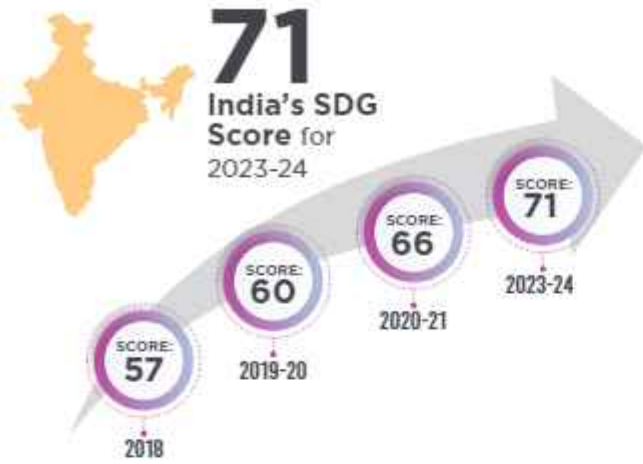 71
India's SDG
Score for
2023-24
SCORE:
57
2018
SCORE:
60
2019-20
SCORE:
66
2020-21
SCORE:
71
2023-24